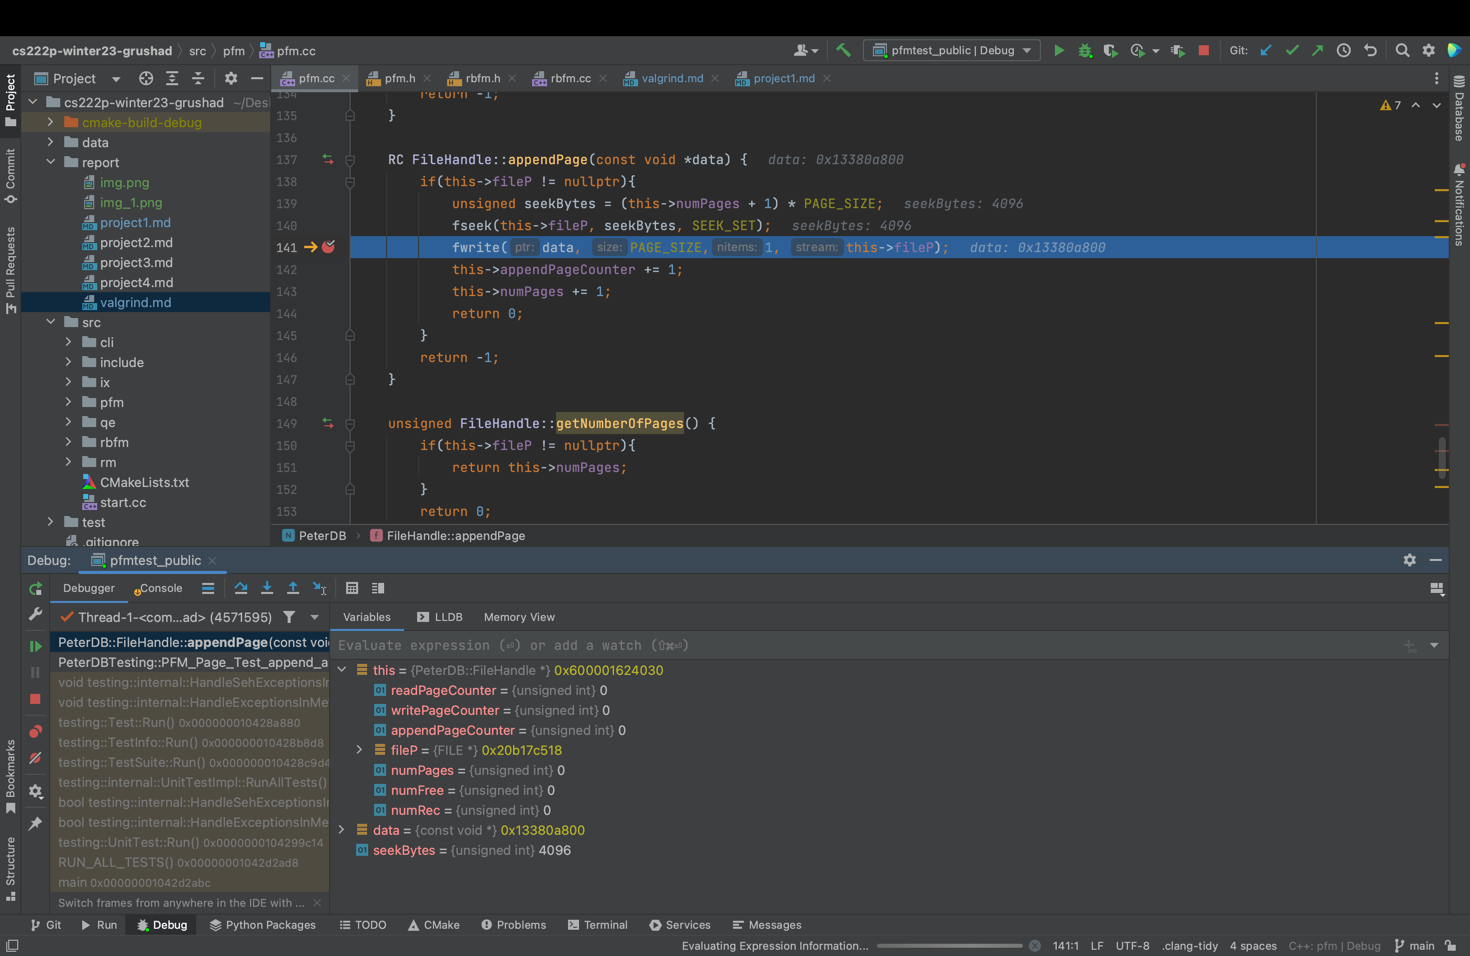 cs222p-winter23-grushad src pfm pfm.cc
pfmtest_public | Debug
Git:
Project
pfm.cc pfm.h rbfm.h rbfm.cc valgrind.md project1.md
Project
Commit
Pull Requests
Bookmarks
Structure
Database
Notifications
cs222p-winter23-grushad ~/Des
cmake-build-debug
data
report
img.png
img_1.png
project1.md
project2.md
project3.md
project4.md
valgrind.md
src
cli
include
ix
pfm
qe
rbfm
rm
CMakeLists.txt
start.cc
test
.gitignore
7
134 return -1;
135 }
136
137 RC FileHandle::appendPage(const void *data) { data: 0x13380a800
138 if(this->fileP != nullptr){
139 unsigned seekBytes = (this->numPages + 1) * PAGE_SIZE; seekBytes: 4096
140 fseek(this->fileP, seekBytes, SEEK_SET); seekBytes: 4096
141 fwrite( ptr: data, size: PAGE_SIZE, nitems: 1, stream: this->fileP); data: 0x13380a800
142 this->appendPageCounter += 1;
143 this->numPages += 1;
144 return 0;
145 }
146 return -1;
147 }
148
149 unsigned FileHandle::getNumberOfPages() {
150 if(this->fileP != nullptr){
151 return this->numPages;
152 }
153 return 0;
PeterDB FileHandle::appendPage
Debug: pfmtest_public
Debugger Console
Thread-1-<com...ad> (4571595)
PeterDB::FileHandle::appendPage(const voi
PeterDBTesting::PFM_Page_Test_append_a
void testing::internal::HandleSehExceptionsIn
void testing::internal::HandleExceptionsInMe
testing::Test::Run() 0x000000010428a880
testing::TestInfo::Run() 0x000000010428b8d8
testing::TestSuite::Run() 0x000000010428c9d4
testing::internal::UnitTestImpl::RunAllTests()
bool testing::internal::HandleSehExceptionsIn
bool testing::internal::HandleExceptionsInMe
testing::UnitTest::Run() 0x0000000104299c14
RUN_ALL_TESTS() 0x00000001042d2ad8
main 0x00000001042d2abc
Switch frames from anywhere in the IDE with ...
Variables LLDB Memory View
Evaluate expression (⏎) or add a watch (⇧⌘⏎)
this = {PeterDB::FileHandle *} 0x600001624030
readPageCounter = {unsigned int} 0
writePageCounter = {unsigned int} 0
appendPageCounter = {unsigned int} 0
fileP = {FILE *} 0x20b17c518
numPages = {unsigned int} 0
numFree = {unsigned int} 0
numRec = {unsigned int} 0
data = {const void *} 0x13380a800
seekBytes = {unsigned int} 4096
Git Run Debug Python Packages TODO CMake Problems Terminal Services Messages
Evaluating Expression Information... 141:1 LF UTF-8 .clang-tidy 4 spaces C++: pfm | Debug main